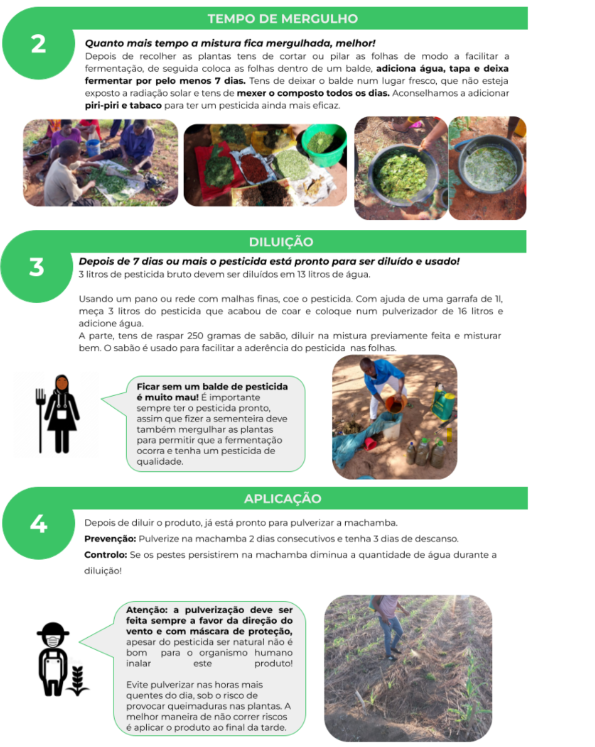 TEMPO DE MERGULHO
2
Quanto mais tempo a mistura fica mergulhada, melhor!
Depois de recolher as plantas tens de cortar ou pilar as folhas de modo a facilitar a
fermentação, de seguida coloca as folhas dentro de um balde, adiciona água, tapa e deixa
fermentar por pelo menos 7 dias. Tens de deixar o balde num lugar fresco, que não esteja
exposto a radiação solar e tens de mexer o composto todos os dias. Aconselhamos a adicionar
piri-piri e tabaco para ter um pesticida ainda mais eficaz.
DILUIÇÃO
3
Depois de 7 dias ou mais o pesticida está pronto para ser diluído e usado!
3 litros de pesticida bruto devem ser diluídos em 13 litros de água.
Usando um pano ou rede com malhas finas, coe o pesticida. Com ajuda de uma garrafa de 1l,
meça 3 litros do pesticida que acabou de coar e coloque num pulverizador de 16 litros e
adicione água.
A parte, tens de raspar 250 gramas de sabão, diluir na mistura previamente feita e misturar
bem. O sabão é usado para facilitar a aderência do pesticida nas folhas.
Ficar sem um balde de pesticida
é muito mau! É importante
sempre ter o pesticida pronto,
assim que fizer a sementeira deve
também mergulhar as plantas
para permitir que a fermentação
ocorra e tenha um pesticida de
qualidade.
APLICAÇÃO
4
Depois de diluir o produto, já está pronto para pulverizar a machamba.
Prevenção: Pulverize na machamba 2 dias consecutivos e tenha 3 dias de descanso.
Controlo: Se os pestes persistirem na machamba diminua a quantidade de água durante a
diluição!
Atenção: a pulverização deve ser
feita sempre a favor da direção do
vento e com máscara de proteção,
apesar do pesticida ser natural não é
bom para o organismo humano
inalar este produto!
Evite pulverizar nas horas mais
quentes do dia, sob o risco de
provocar queimaduras nas plantas. A
melhor maneira de não correr riscos
é aplicar o produto ao final da tarde.